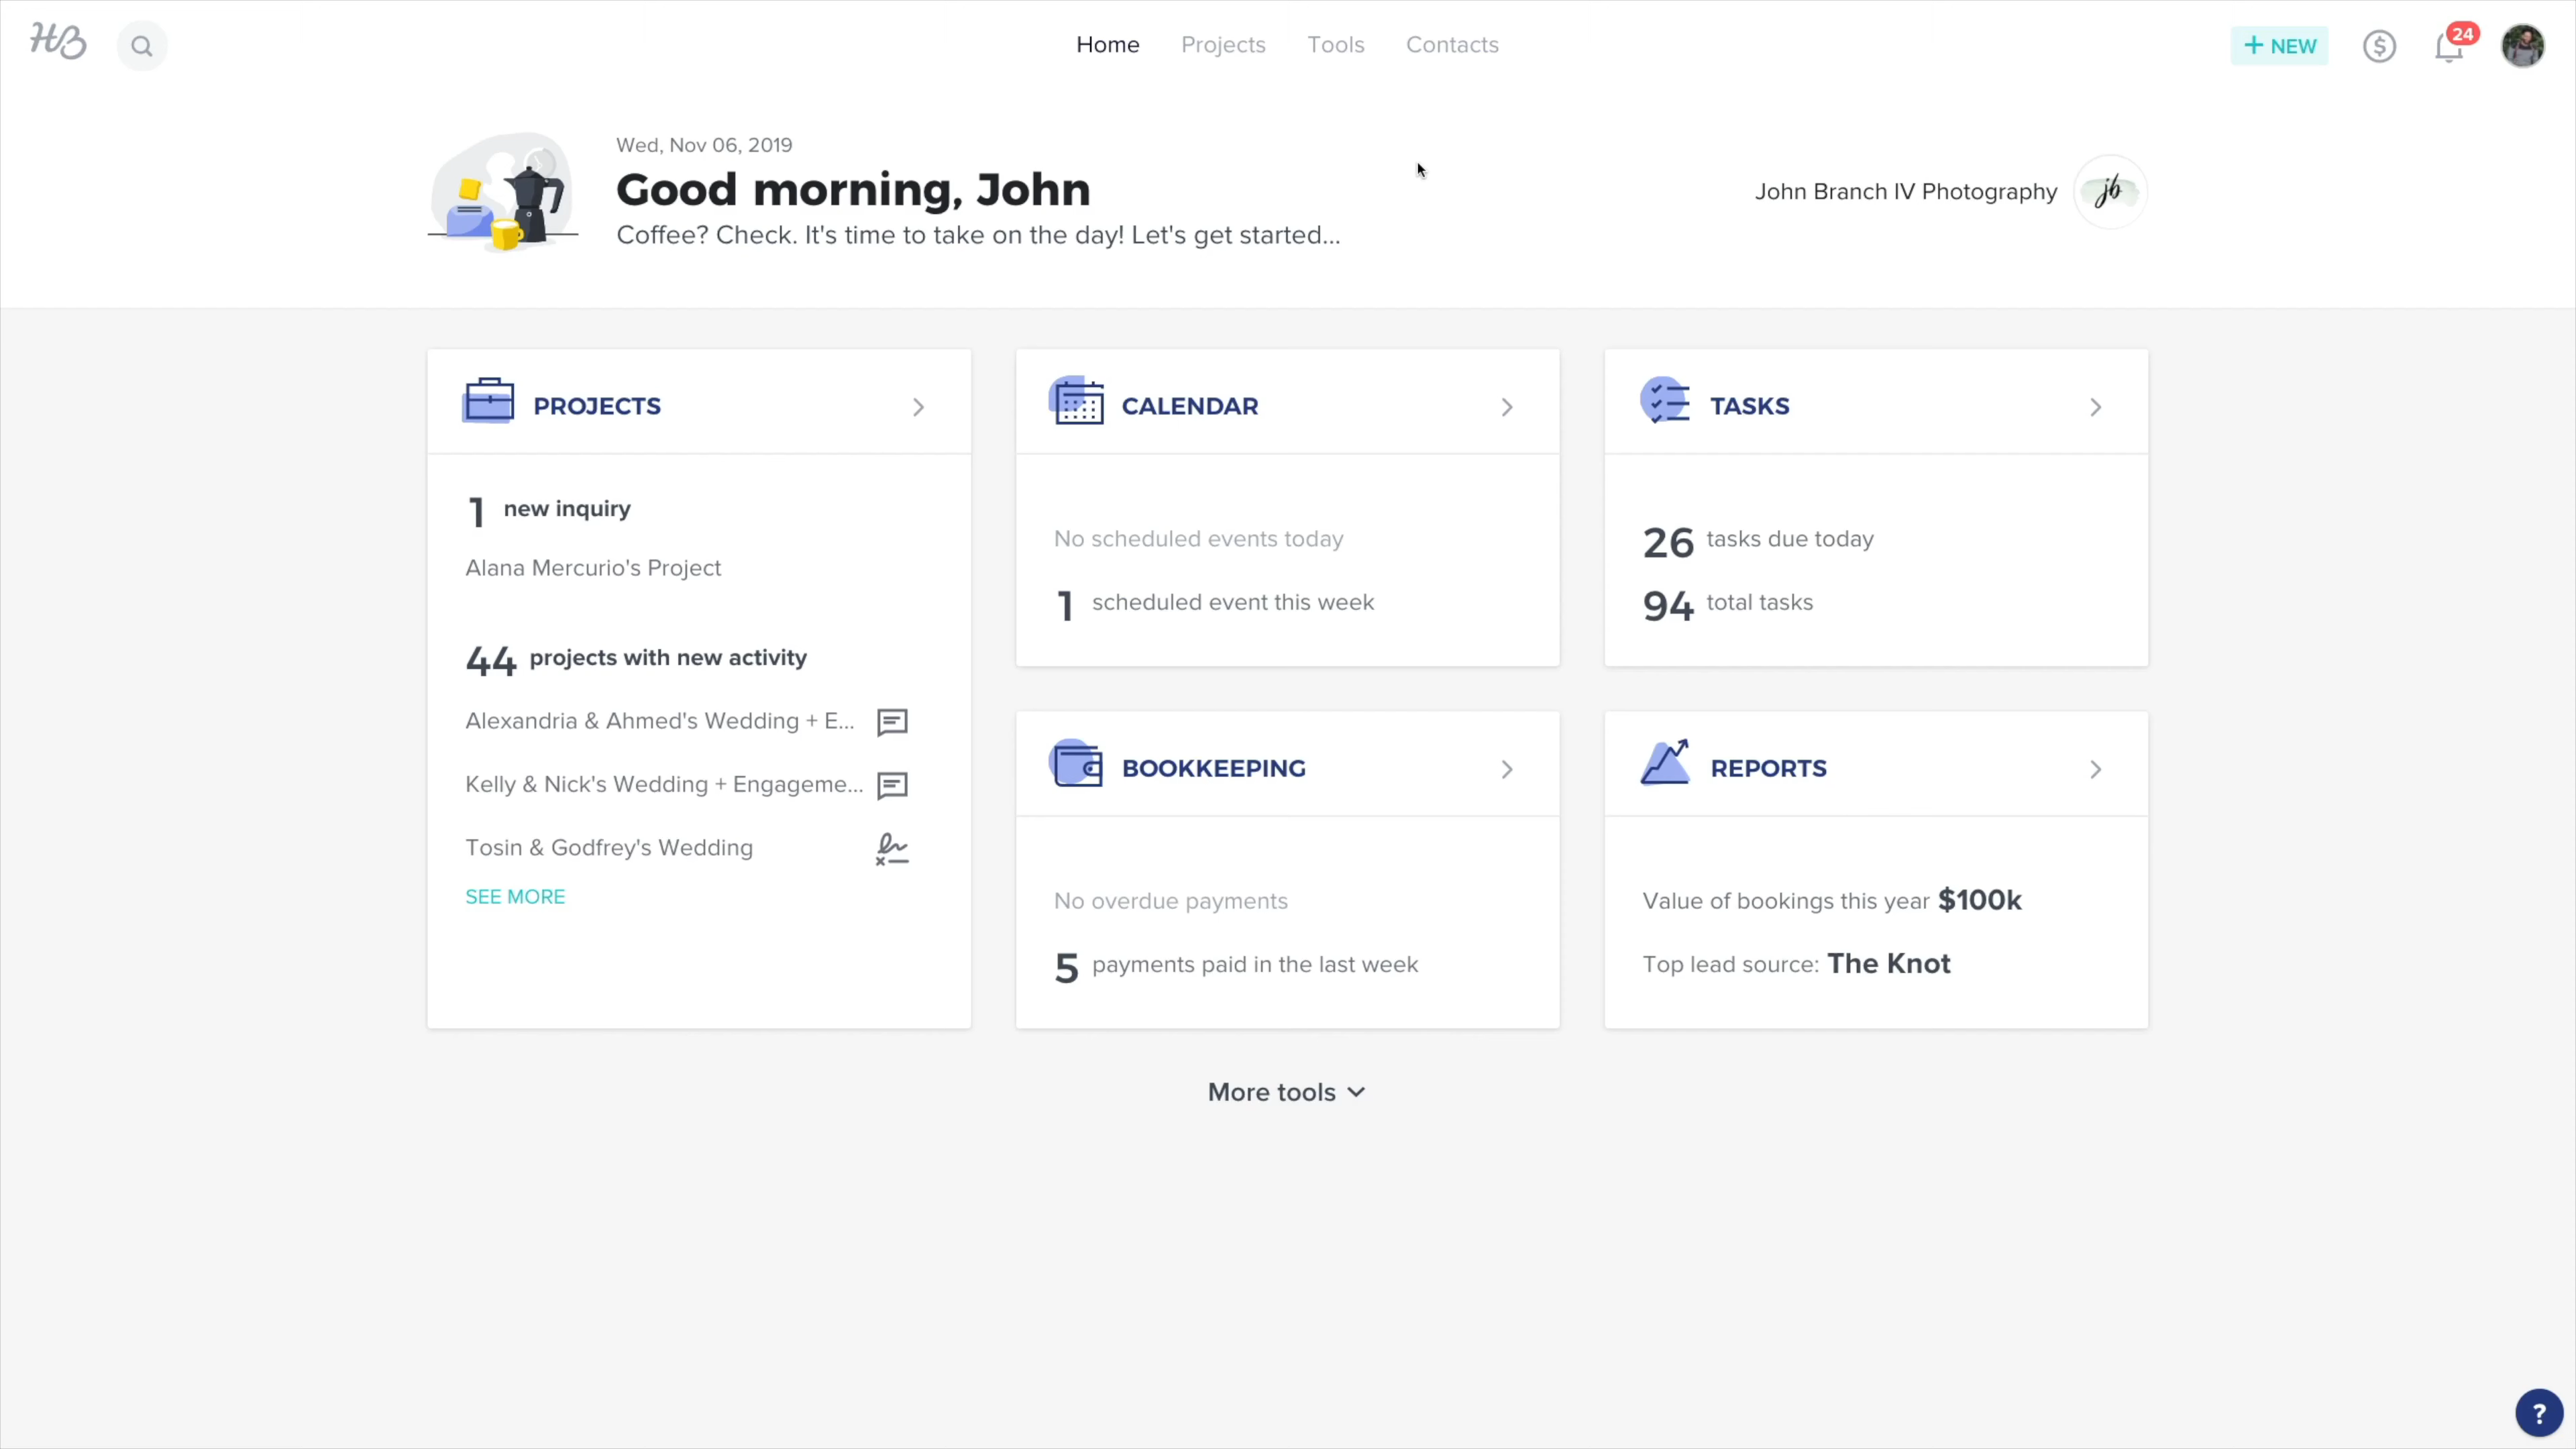 HB
Home Projects Tools Contacts
+ NEW
24
Wed, Nov 06, 2019
Good morning, John
Coffee? Check. It's time to take on the day! Let's get started...
John Branch IV Photography
jb
PROJECTS
1 new inquiry
Alana Mercurio's Project
44 projects with new activity
Alexandria & Ahmed's Wedding + E...
Kelly & Nick's Wedding + Engageme...
Tosin & Godfrey's Wedding
SEE MORE
CALENDAR
No scheduled events today
1 scheduled event this week
TASKS
26 tasks due today
94 total tasks
BOOKKEEPING
No overdue payments
5 payments paid in the last week
REPORTS
Value of bookings this year $100k
Top lead source: The Knot
More tools
?